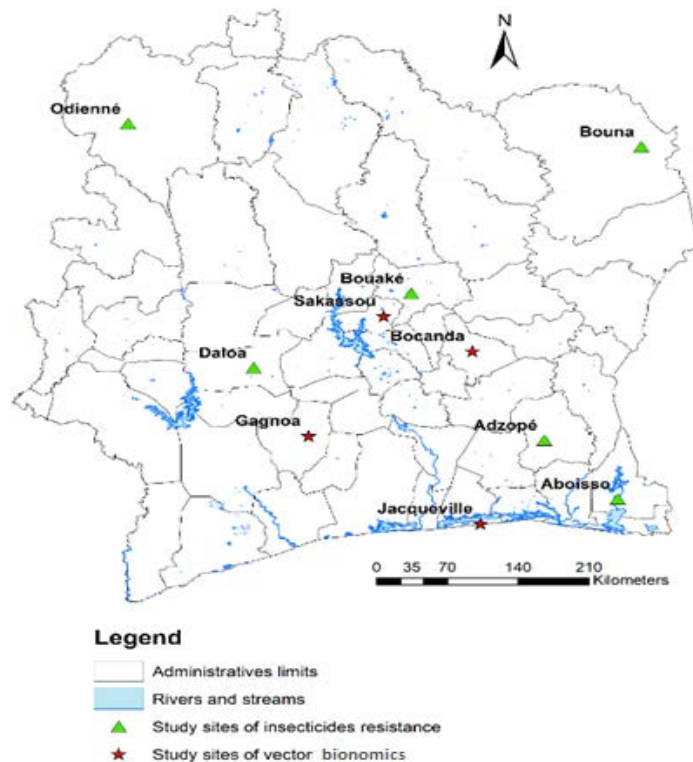 N
Odienné
Bouna
Bouaké
Sakassou
Bocanda
Daloa
Gagnoa
Adzopé
Aboisso
Jacqueville
0 35 70 140 210
Kilometers
Legend
Administratives limits
Rivers and streams
Study sites of insecticides resistance
Study sites of vector bionomics